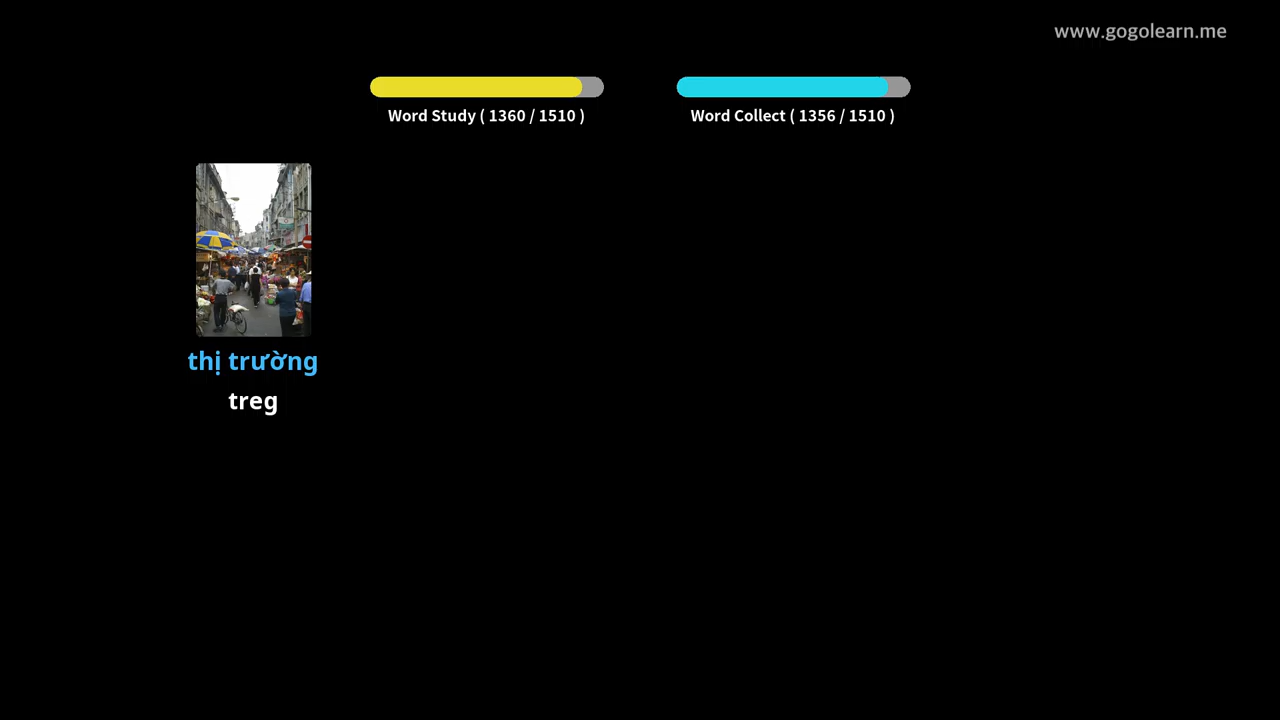 www.gogolearn.me
Word Study ( 1360 / 1510 )
Word Collect ( 1356 / 1510 )
thị trường
treg